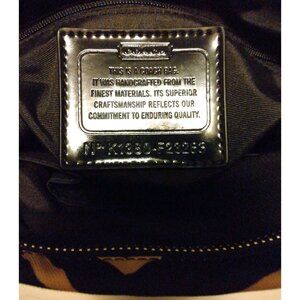 THIS IS A COACH BAG.
IT WAS HANDCRAFTED FROM THE
FINEST MATERIALS. ITS SUPERIOR
CRAFTSMANSHIP REFLECTS OUR
COMMITMENT TO ENDURING QUALITY.